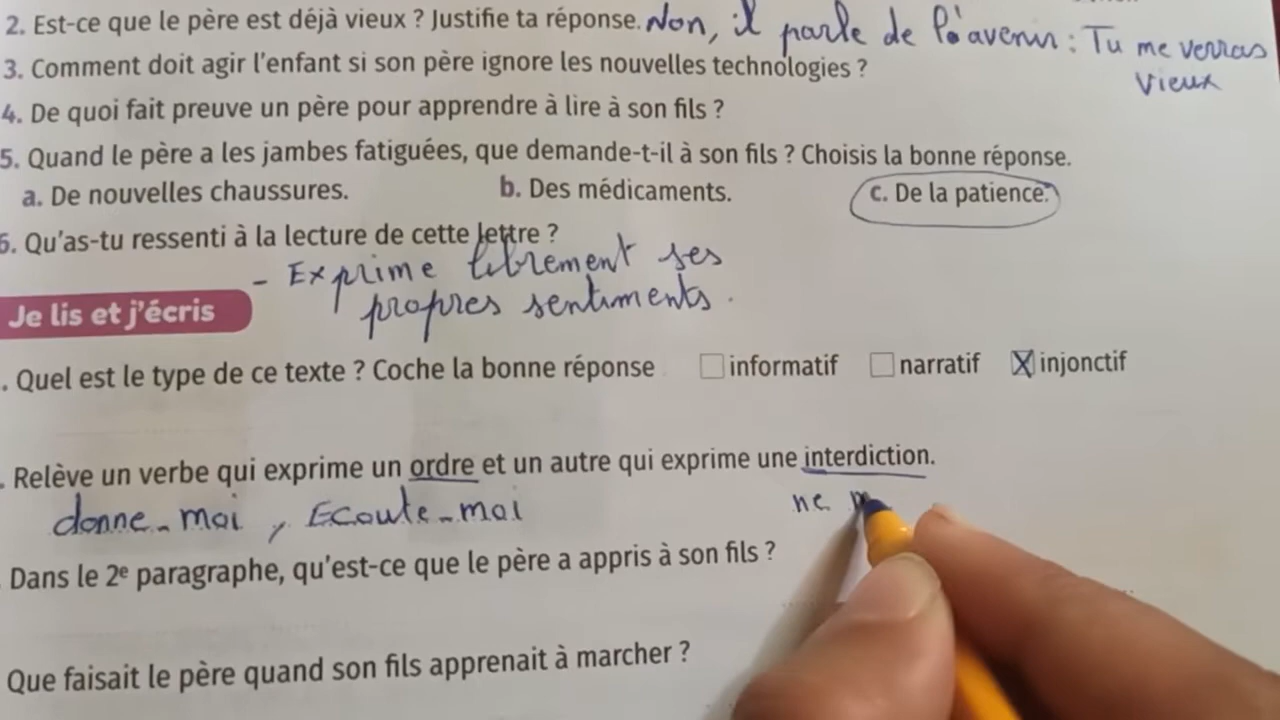 2. Est-ce que le père est déjà vieux ? Justifie ta réponse. Non, il parle de l'avenir : Tu me verras
vieux
3. Comment doit agir l'enfant si son père ignore les nouvelles technologies ?
4. De quoi fait preuve un père pour apprendre à lire à son fils ?
5. Quand le père a les jambes fatiguées, que demande-t-il à son fils ? Choisis la bonne réponse.
a. De nouvelles chaussures. b. Des médicaments. c. De la patience.
6. Qu'as-tu ressenti à la lecture de cette lettre ?
- Exprime librement ses
propres sentiments.
Je lis et j'écris
. Quel est le type de ce texte ? Coche la bonne réponse informatif narratif injonctif
. Relève un verbe qui exprime un ordre et un autre qui exprime une interdiction.
donne-moi, Ecoute-moi ne
Dans le 2e paragraphe, qu'est-ce que le père a appris à son fils ?
Que faisait le père quand son fils apprenait à marcher ?